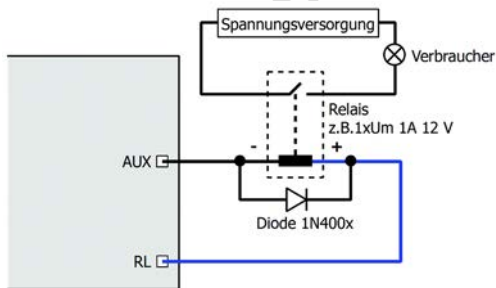 Spannungsversorgung
Verbraucher
Relais
z.B.1xUm 1A 12 V
- +
AUX
Diode 1N400x
RL